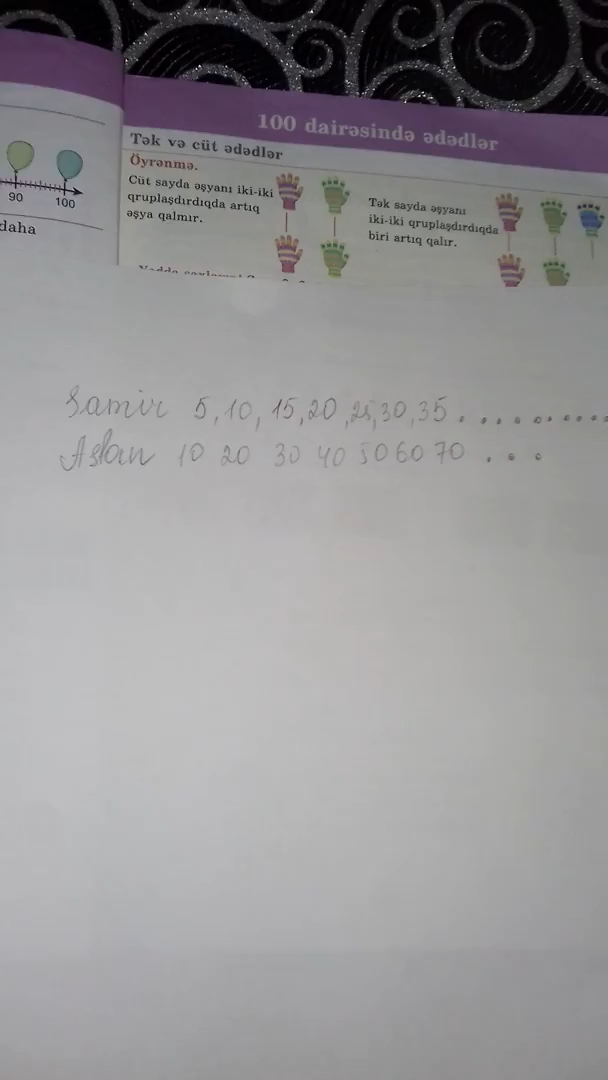 100 dairəsində ədədlər
Tək və cüt ədədlər
Öyrənmə.
Cüt sayda əşyanı iki-iki
qruplaşdırdıqda artıq
əşya qalmır.
Tək sayda əşyanı
iki-iki qruplaşdırdıqda
biri artıq qalır.
90 100
daha
Samir 5, 10, 15, 20, 25, 30, 35 . . . . . . . . . .
Aslan 10 20 30 40 50 60 70 . . .